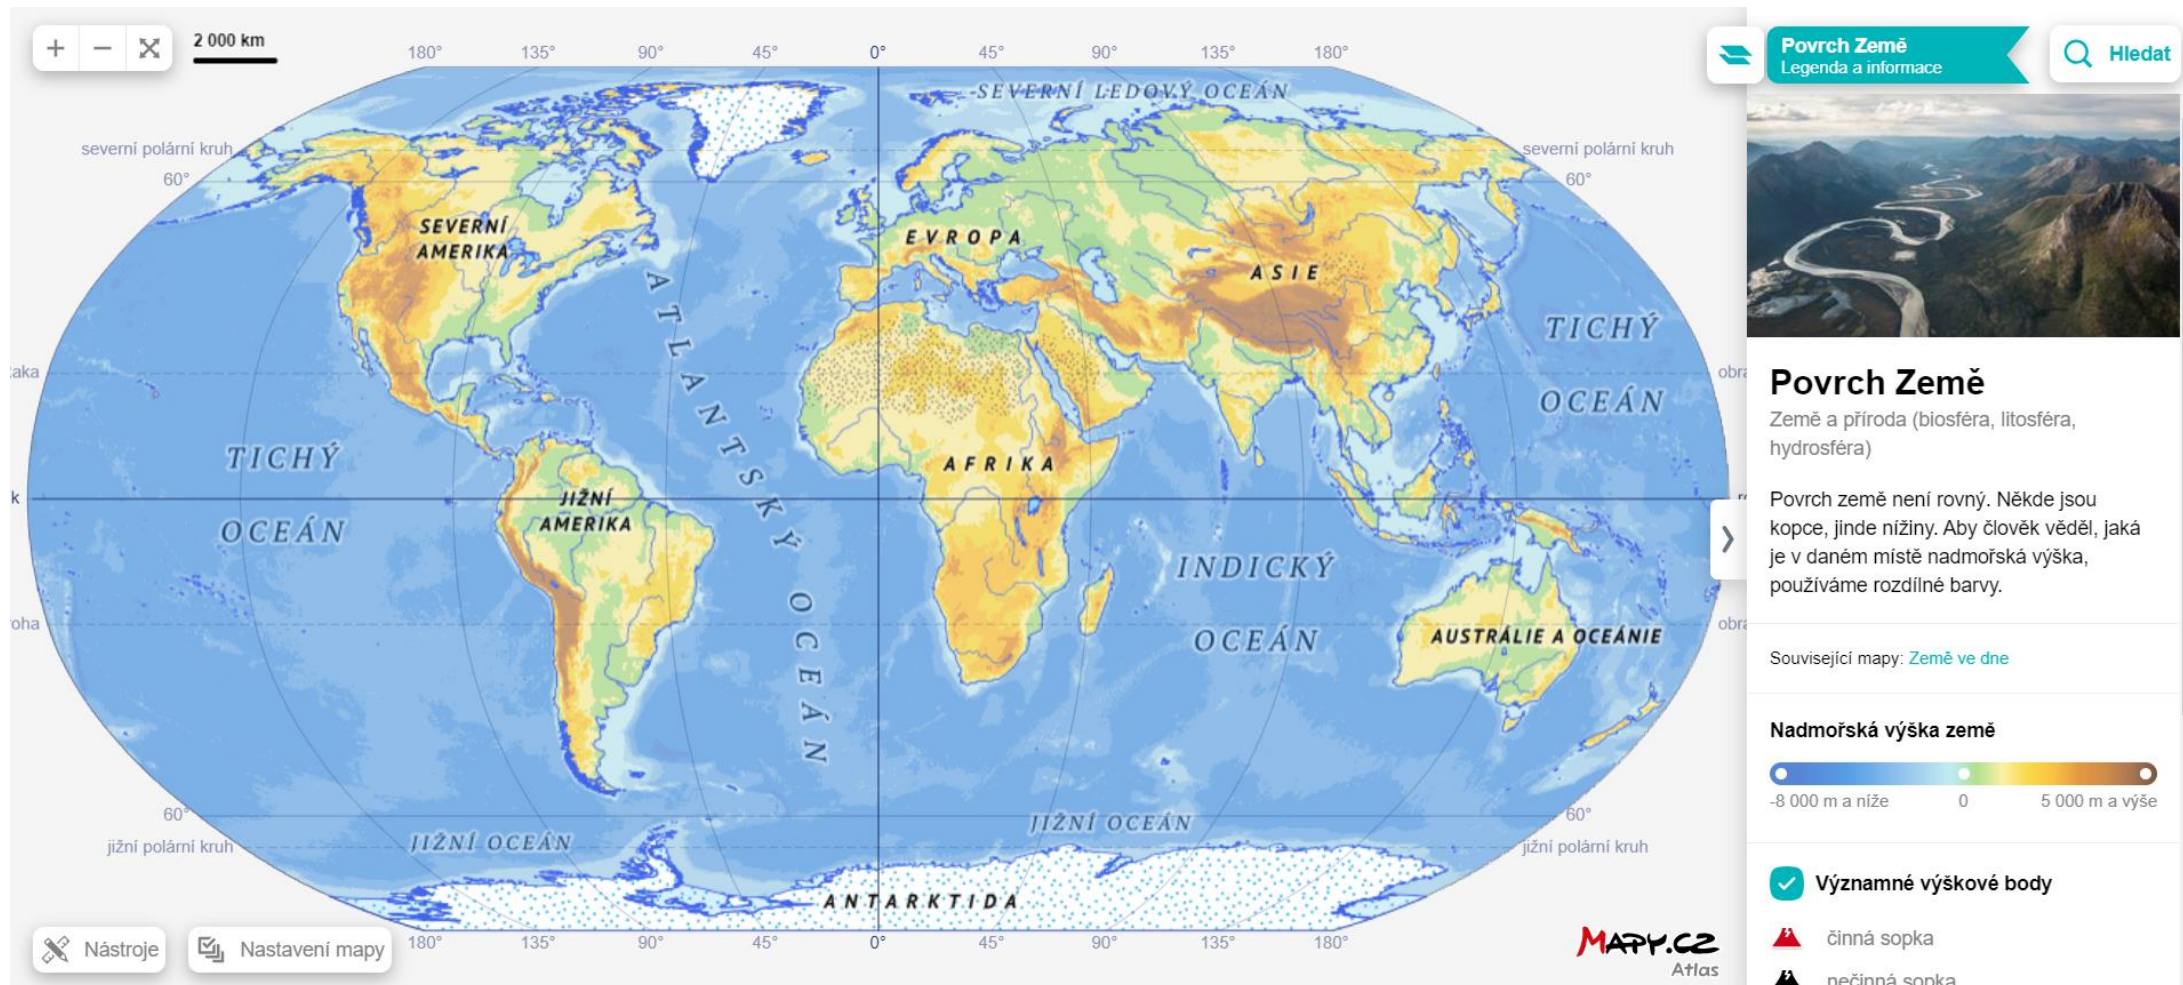 2 000 km
180° 135° 90° 45° 0° 45° 90° 135° 180°
Povrch Země
Legenda a informace
Hledat
SEVERNÍ LEDOVÝ OCEÁN
severní polární kruh
severní polární kruh
60°
60°
SEVERNÍ
AMERIKA
EVROPA
ASIE
ATLANTSKÝ OCEÁN
TICHÝ
OCEÁN
aka
obra
AFRIKA
TICHÝ
OCEÁN
k
JIŽNÍ
AMERIKA
INDICKÝ
OCEÁN
oha
obra
AUSTRÁLIE A OCEÁNIE
60°
60°
jižní polární kruh
jižní polární kruh
JIŽNÍ OCEÁN
JIŽNÍ OCEÁN
ANTARKTIDA
180° 135° 90° 45° 0° 45° 90° 135° 180°
Nástroje
Nastavení mapy
MAPY.CZ
Atlas
Povrch Země
Země a příroda (biosféra, litosféra,
hydrosféra)
Povrch země není rovný. Někde jsou
kopce, jinde nížiny. Aby člověk věděl, jaká
je v daném místě nadmořská výška,
používáme rozdílné barvy.
Související mapy: Země ve dne
Nadmořská výška země
-8 000 m a níže 0 5 000 m a výše
Významné výškové body
činná sopka
nečinná sopka